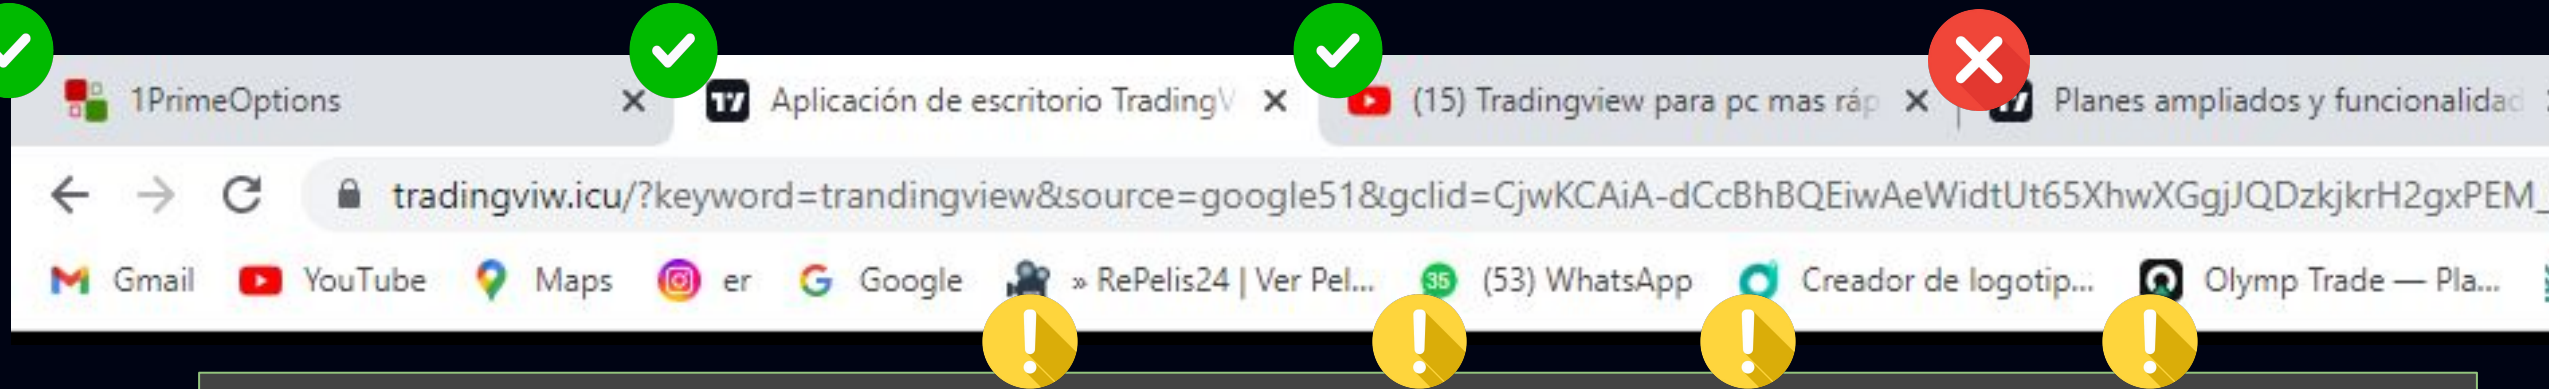 1PrimeOptions Aplicación de escritorio TradingV (15) Tradingview para pc mas ráp Planes ampliados y funcionalidad
tradingviw.icu/?keyword=trandingview&source=google51&gclid=CjwKCAiA-dCcBhBQEiwAeWidtUt65XhwXGgjJQDzkjkrH2gxPEM_
Gmail YouTube Maps er Google » RePelis24 | Ver Pel... 35 (53) WhatsApp Creador de logotip... Olymp Trade — Pla...